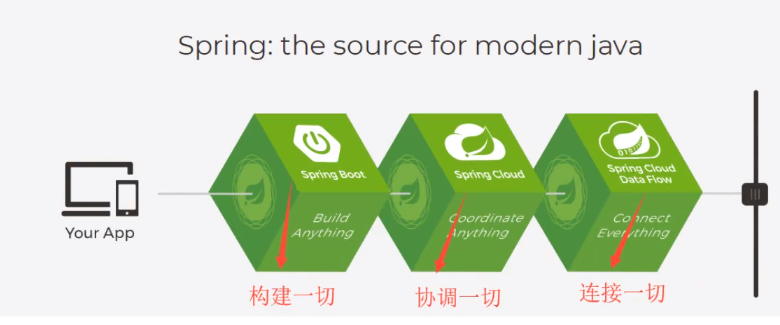 Spring: the source for modern java
Spring Boot
Spring Cloud
Spring Cloud
Data Flow
Your App
Build
Anything
Coordinate
Anything
Connect
Everything
构建一切
协调一切
连接一切